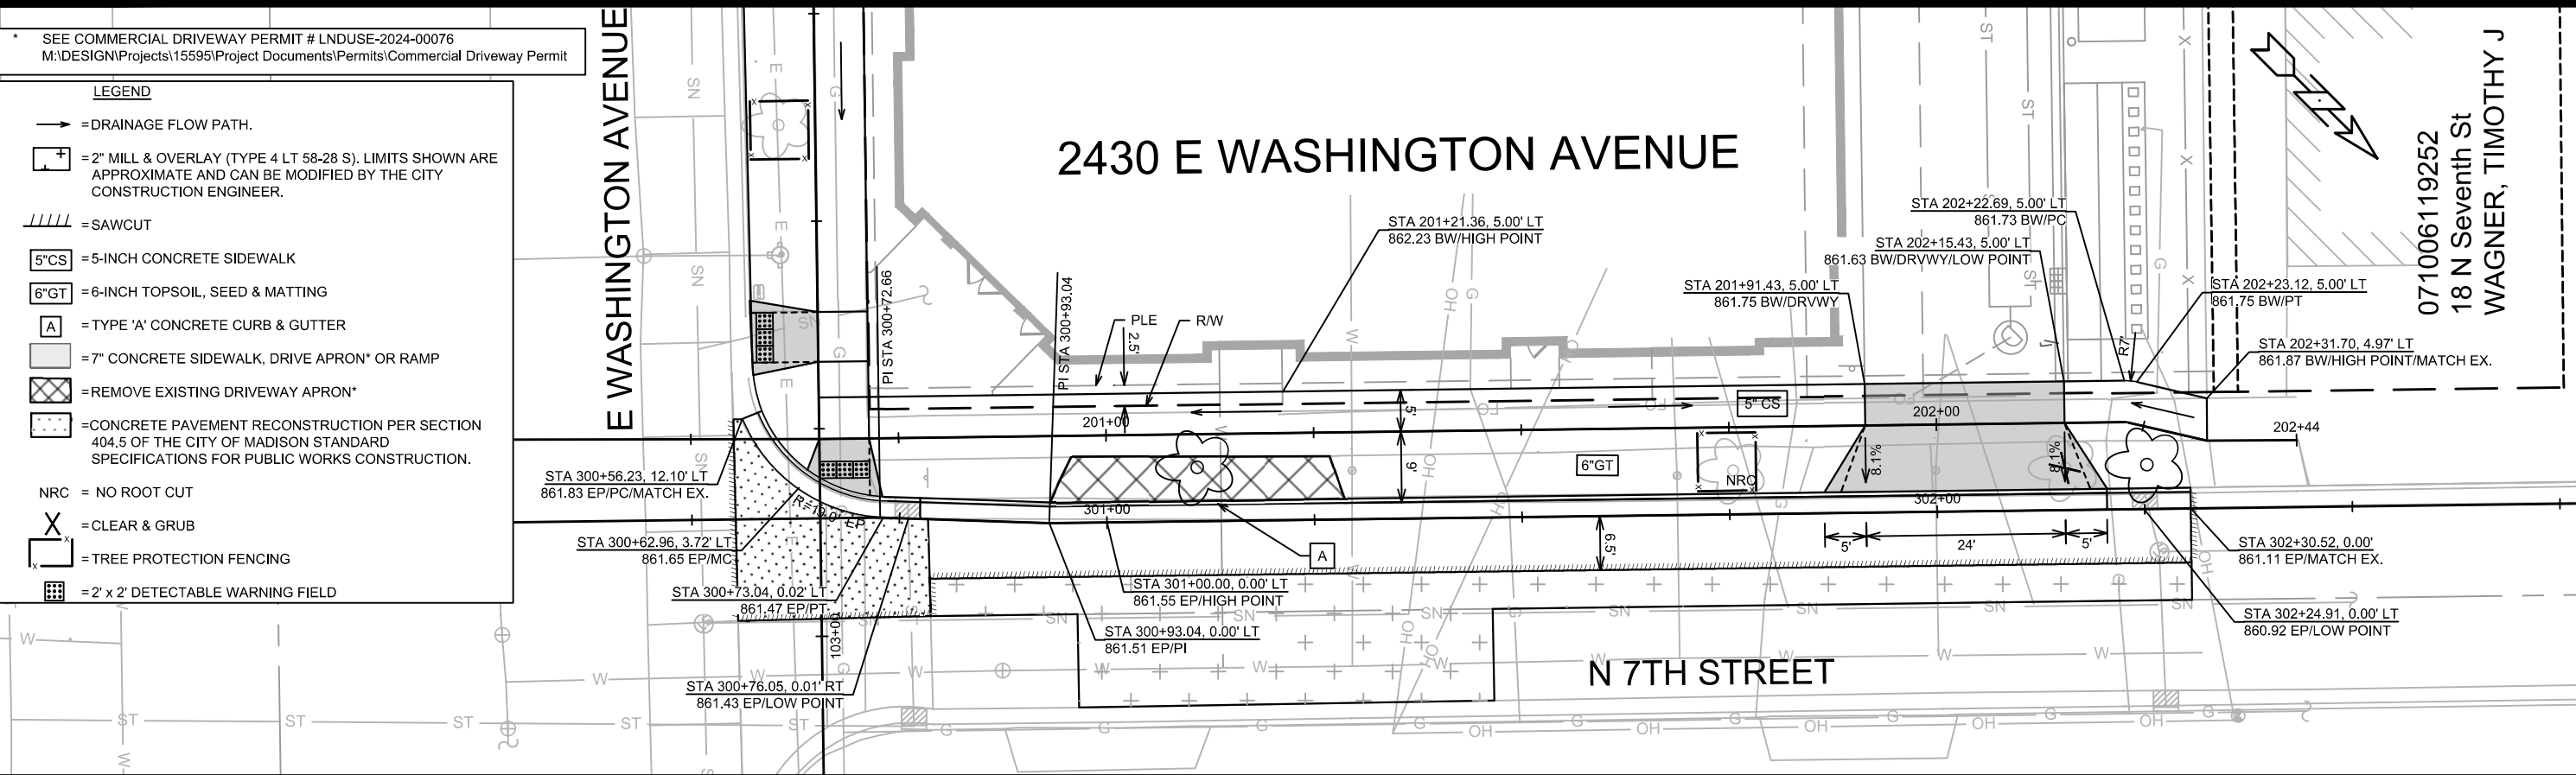 * SEE COMMERCIAL DRIVEWAY PERMIT # LNDUSE-2024-00076
M:\DESIGN\Projects\15595\Project Documents\Permits\Commercial Driveway Permit
LEGEND
=DRAINAGE FLOW PATH.
=2" MILL & OVERLAY (TYPE 4 LT 58-28 S). LIMITS SHOWN ARE
APPROXIMATE AND CAN BE MODIFIED BY THE CITY
CONSTRUCTION ENGINEER.
=SAWCUT
5"CS =5-INCH CONCRETE SIDEWALK
6"GT =6-INCH TOPSOIL, SEED & MATTING
A =TYPE 'A' CONCRETE CURB & GUTTER
=7" CONCRETE SIDEWALK, DRIVE APRON* OR RAMP
=REMOVE EXISTING DRIVEWAY APRON*
=CONCRETE PAVEMENT RECONSTRUCTION PER SECTION
404.5 OF THE CITY OF MADISON STANDARD
SPECIFICATIONS FOR PUBLIC WORKS CONSTRUCTION.
NRC = NO ROOT CUT
=CLEAR & GRUB
=TREE PROTECTION FENCING
=2' x 2' DETECTABLE WARNING FIELD
E WASHINGTON AVENUE
2430 E WASHINGTON AVENUE
PI STA 300+72.66
PI STA 300+93.04
PLE
2.5'
R/W
STA 201+21.36, 5.00' LT
862.23 BW/HIGH POINT
STA 201+91.43, 5.00' LT
861.75 BW/DRVWY
STA 202+15.43, 5.00' LT
861.63 BW/DRVWY/LOW POINT
STA 202+22.69, 5.00' LT
861.73 BW/PC
STA 202+23.12, 5.00' LT
861.75 BW/PT
R7'
STA 202+31.70, 4.97' LT
861.87 BW/HIGH POINT/MATCH EX.
0710061119252
18 N Seventh St
WAGNER, TIMOTHY J
201+00
5'
9'
5" CS
6"GT
NRC
202+00
8.1%
8.1%
202+44
301+00
302+00
5'
24'
5'
6.5'
A
R=19.0' EP
STA 300+56.23, 12.10' LT
861.83 EP/PC/MATCH EX.
STA 300+62.96, 3.72' LT
861.65 EP/MC
STA 300+73.04, 0.02' LT
861.47 EP/PT
103+00
STA 300+76.05, 0.01' RT
861.43 EP/LOW POINT
STA 301+00.00, 0.00' LT
861.55 EP/HIGH POINT
STA 300+93.04, 0.00' LT
861.51 EP/PI
STA 302+30.52, 0.00'
861.11 EP/MATCH EX.
STA 302+24.91, 0.00' LT
860.92 EP/LOW POINT
N 7TH STREET